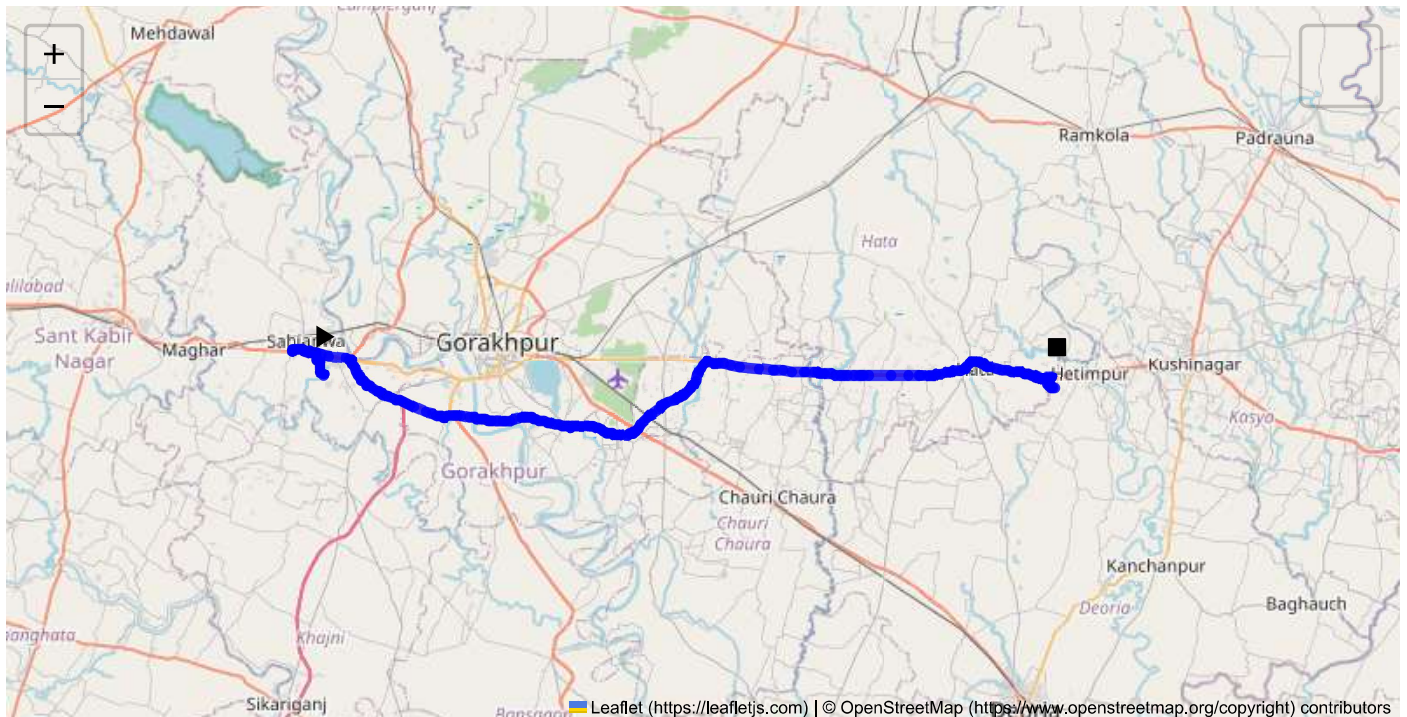 Mehdawal
+
−
Ramkola
Padrauna
Hata
Sant Kabir
Nagar
Maghar
Gorakhpur
Hetimpur
Kushinagar
Kasya
Gorakhpur
Chauri Chaura
Chauri
Chaura
Kanchanpur
Deoria
Baghauch
Khajni
Sikariganj
Leaflet (https://leafletjs.com) | © OpenStreetMap (https://www.openstreetmap.org/copyright) contributors